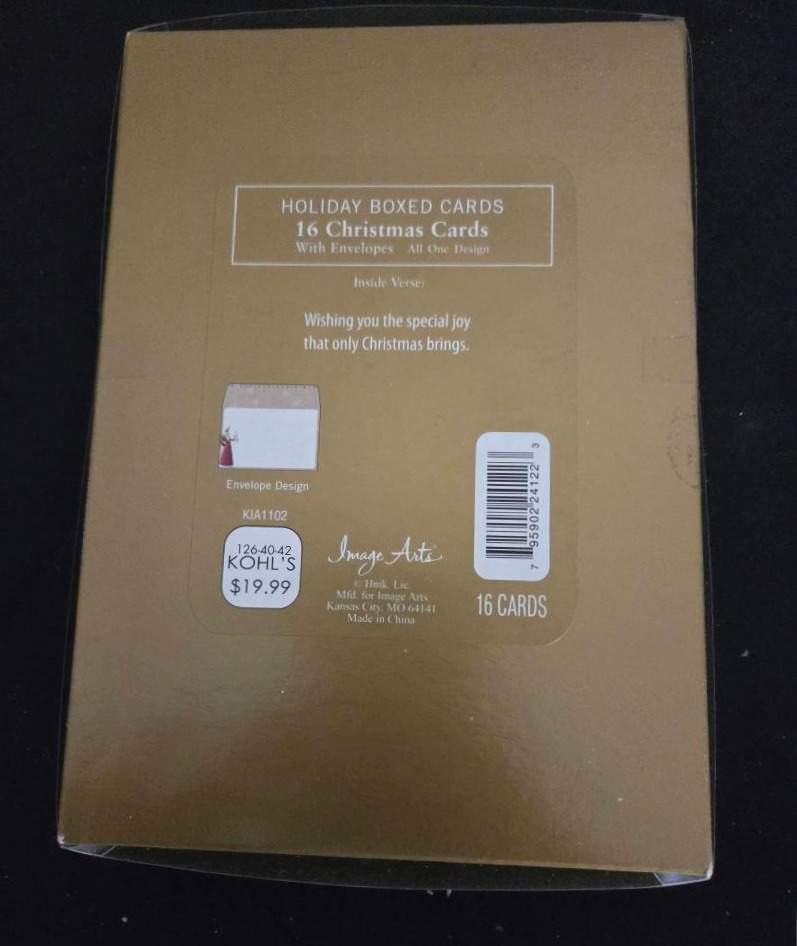 HOLIDAY BOXED CARDS
16 Christmas Cards
With Envelopes All One Design
Inside Verse:
Wishing you the special joy
that only Christmas brings.
Envelope Design
KIA1102
126-40-42
KOHL'S
$19.99
Image Arts
© Hmk. Lic.
Mfd. for Image Arts
Kansas City, MO 64141
Made in China
7 95902 24122 3
16 CARDS